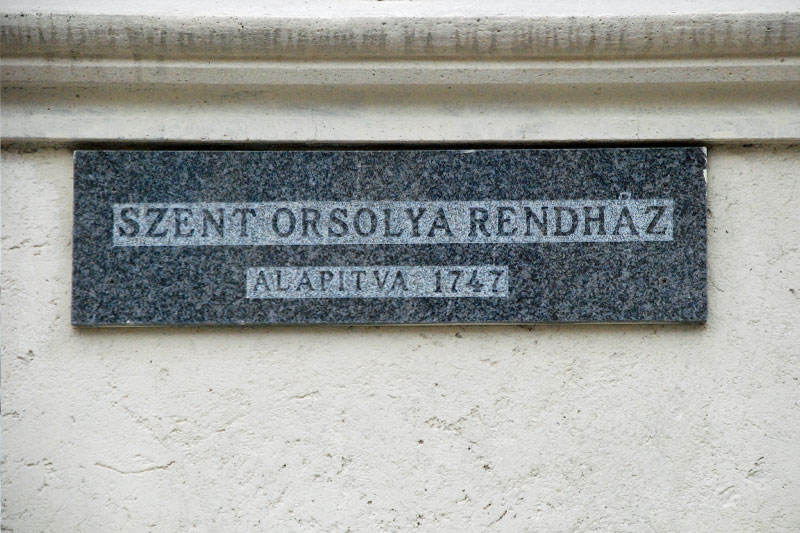 SZENT ORSOLYA RENDHÁZ
ALAPITVA 1747